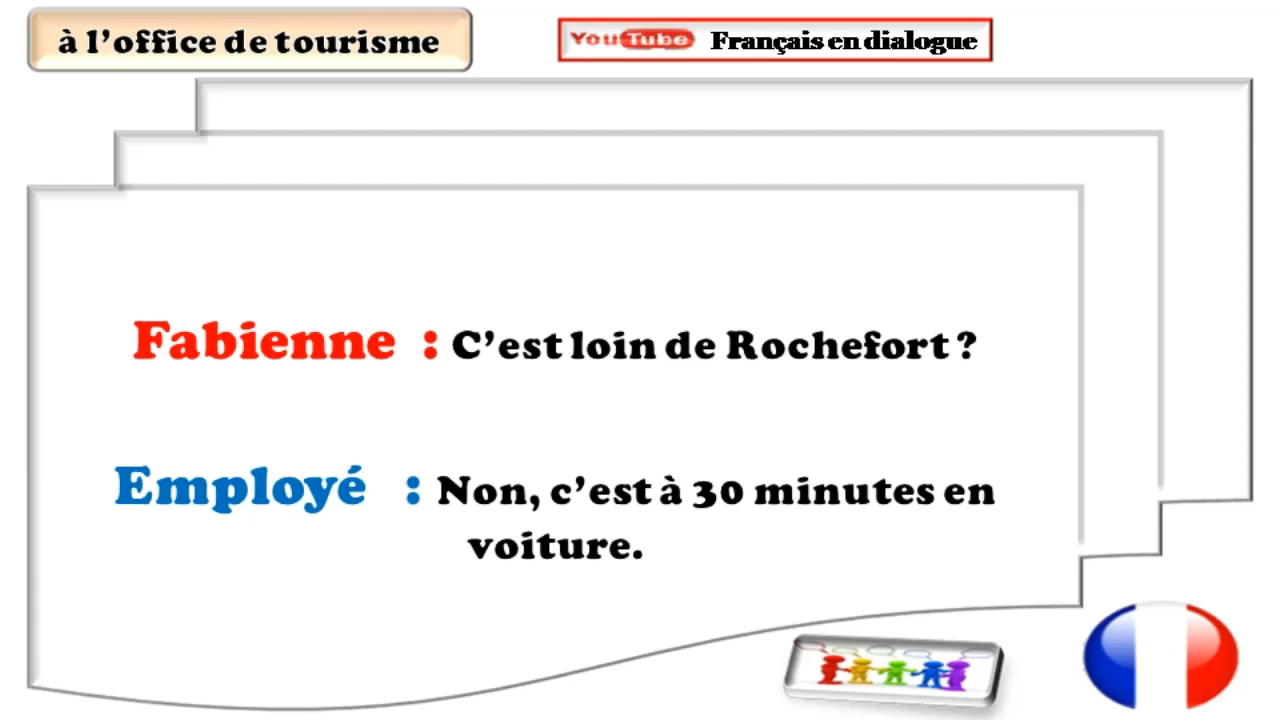 à l’office de tourisme
YouTube Français en dialogue
Fabienne : C’est loin de Rochefort ?
Employé : Non, c’est à 30 minutes en
voiture.